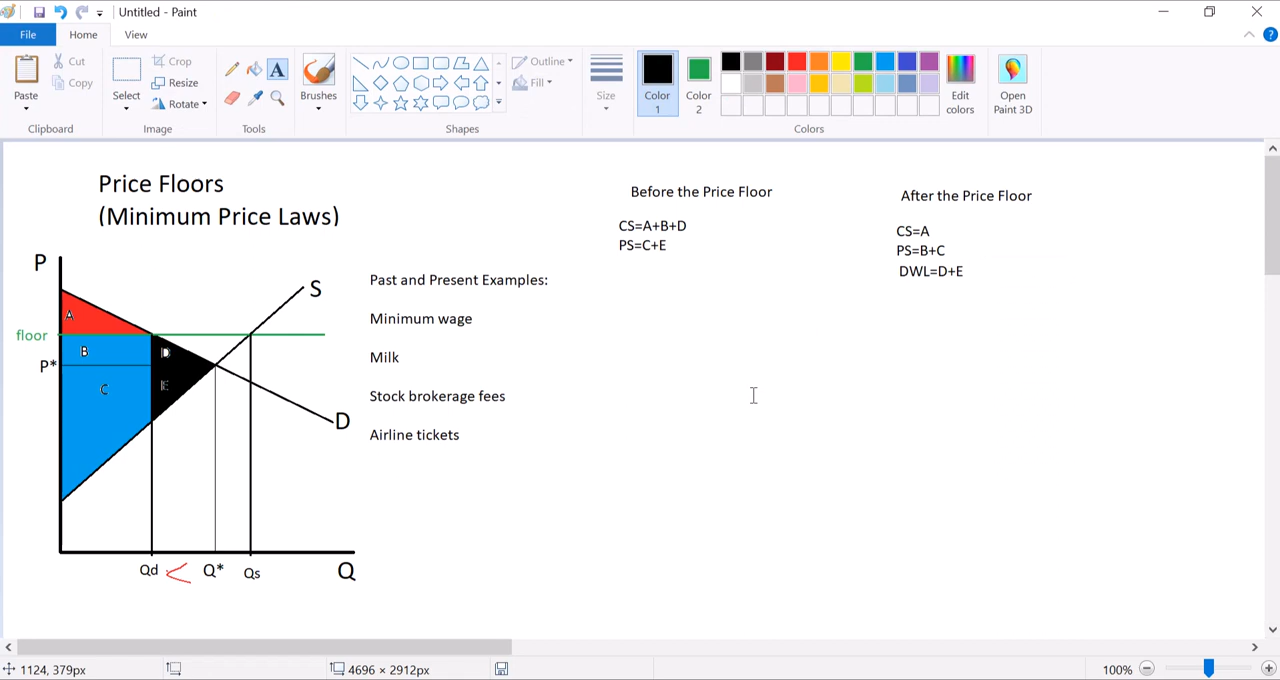 Untitled - Paint
File
Home
View
Paste
Cut
Copy
Clipboard
Select
Crop
Resize
Rotate
Image
A
Tools
Brushes
Shapes
Outline
Fill
Size
Color 1
Color 2
Edit colors
Colors
Open Paint 3D
Price Floors
(Minimum Price Laws)
Before the Price Floor
CS=A+B+D
PS=C+E
After the Price Floor
CS=A
PS=B+C
DWL=D+E
P
S
A
floor
B
D
P*
C
E
D
Qd < Q* Qs Q
Past and Present Examples:
Minimum wage
Milk
Stock brokerage fees
Airline tickets
1124, 379px
4696 × 2912px
100%